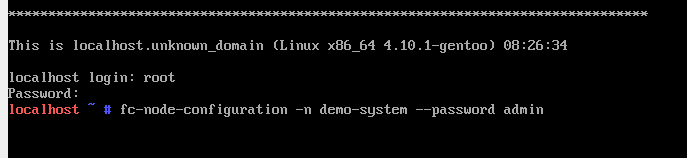 ********************************************************************************
This is localhost.unknown_domain (Linux x86_64 4.10.1-gentoo) 08:26:34
localhost login: root
Password:
localhost ~ # fc-node-configuration -n demo-system --password admin